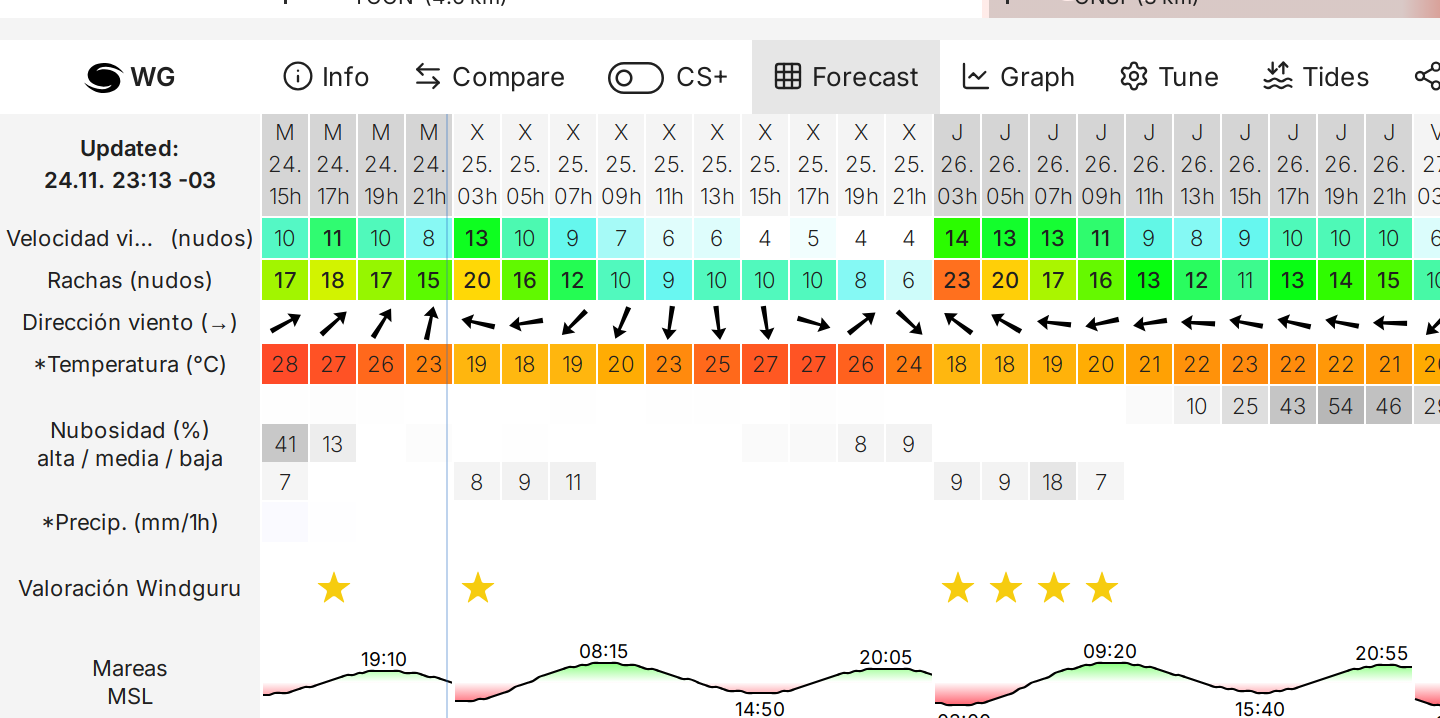 WG Info Compare CS+ Forecast Graph Tune Tides
Updated:
24.11. 23:13 -03
M M M M X X X X X X X X X X J J J J J J J J J J
24. 24. 24. 24. 25. 25. 25. 25. 25. 25. 25. 25. 25. 25. 26. 26. 26. 26. 26. 26. 26. 26. 26. 26.
15h 17h 19h 21h 03h 05h 07h 09h 11h 13h 15h 17h 19h 21h 03h 05h 07h 09h 11h 13h 15h 17h 19h 21h
Velocidad vi... (nudos) 10 11 10 8 13 10 9 7 6 6 4 5 4 4 14 13 13 11 9 8 9 10 10 10
Rachas (nudos) 17 18 17 15 20 16 12 10 9 10 10 10 8 6 23 20 17 16 13 12 11 13 14 15
Dirección viento (→)
*Temperatura (°C) 28 27 26 23 19 18 19 20 23 25 27 27 26 24 18 18 19 20 21 22 23 22 22 21
10 25 43 54 46
Nubosidad (%)
alta / media / baja
41 13 8 9
7 8 9 11 9 9 18 7
*Precip. (mm/1h)
Valoración Windguru
Mareas
MSL
19:10 08:15 14:50 20:05 09:20 15:40 20:55